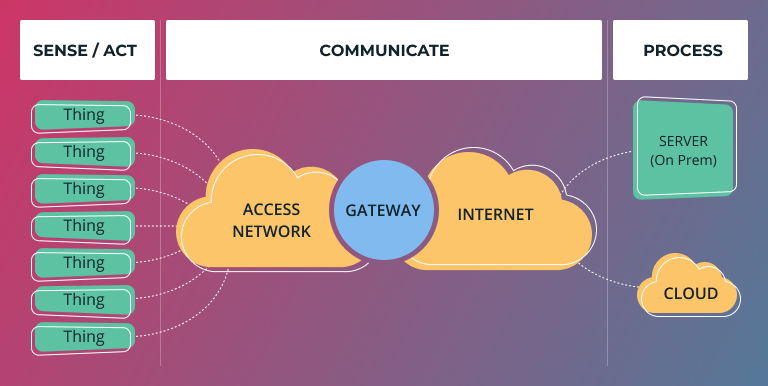 SENSE / ACT
COMMUNICATE
PROCESS
Thing
Thing
Thing
Thing
Thing
Thing
Thing
ACCESS
NETWORK
GATEWAY
INTERNET
SERVER
(On Prem)
CLOUD